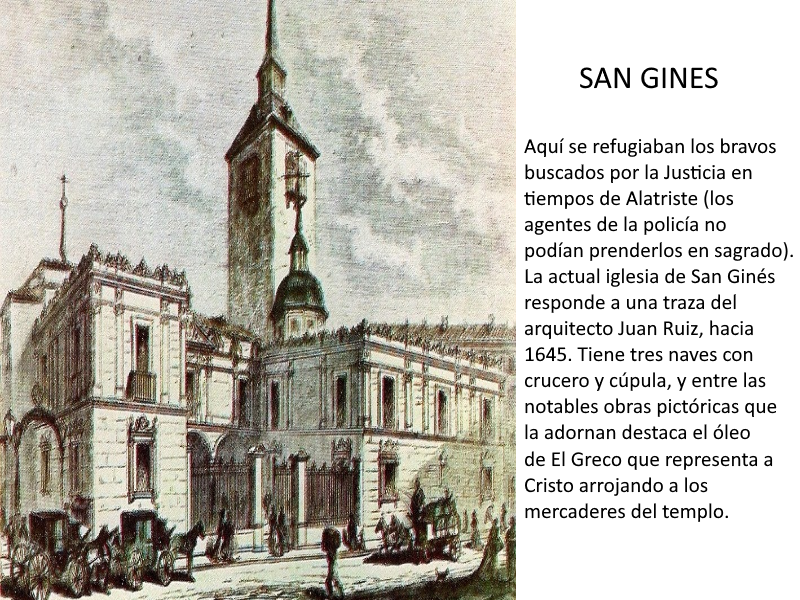 SAN GINES
Aquí se refugiaban los bravos
buscados por la Justicia en
tiempos de Alatriste (los
agentes de la policía no
podían prenderlos en sagrado).
La actual iglesia de San Ginés
responde a una traza del
arquitecto Juan Ruiz, hacia
1645. Tiene tres naves con
crucero y cúpula, y entre las
notables obras pictóricas que
la adornan destaca el óleo
de El Greco que representa a
Cristo arrojando a los
mercaderes del templo.